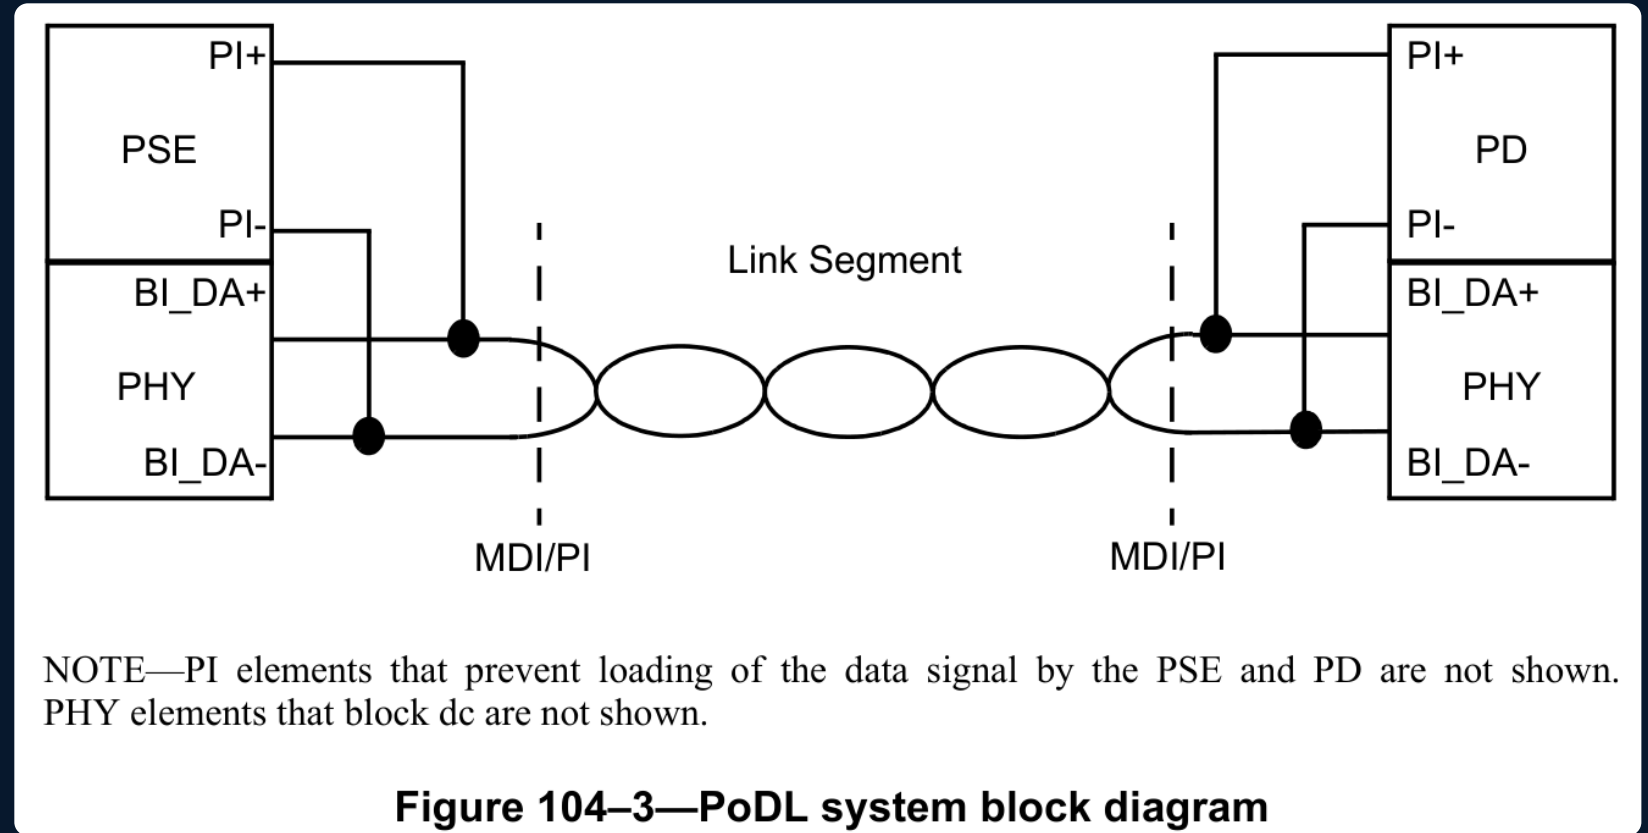 PI+
PSE
PI-
BI_DA+
PHY
BI_DA-
MDI/PI
Link Segment
MDI/PI
PI+
PD
PI-
BI_DA+
PHY
BI_DA-
NOTE—PI elements that prevent loading of the data signal by the PSE and PD are not shown.
PHY elements that block dc are not shown.
Figure 104–3—PoDL system block diagram